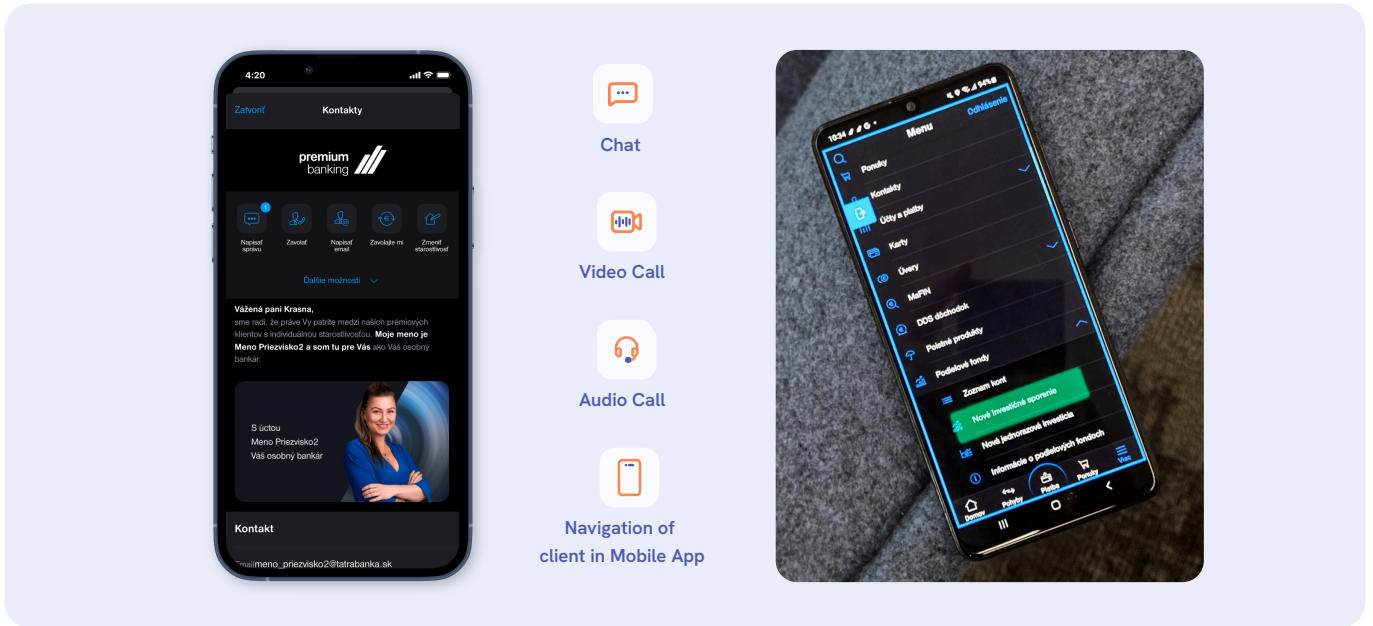 4:20
Zatvoriť
Kontakty
premium
banking
1
Napísať
správu
Zavolať
Napísať
email
Zavolajte mi
Zmeniť
starostlivosť
Ďalšie možnosti
Vážená pani Krasna,
sme radi, že práve Vy patríte medzi našich prémiových
klientov s individuálnou starostlivosťou. Moje meno je
Meno Priezvisko2 a som tu pre Vás ako Váš osobný
bankár.
S úctou
Meno Priezvisko2
Váš osobný bankár
Kontakt
Email meno_priezvisko2@tatrabanka.sk
Chat
Video Call
Audio Call
Navigation of
client in Mobile App
10:34
94%
Menu
Odhlásenie
Ponuky
Kontakty
Účty a platby
Karty
Úvery
MaFIN
DDS dôchodok
Poistné produkty
Podielové fondy
Zoznam kont
Nové investičné sporenie
Nová jednorazová investícia
Informácie o podielových fondoch
Domov
Pohyby
Platba
Ponuky
Viac